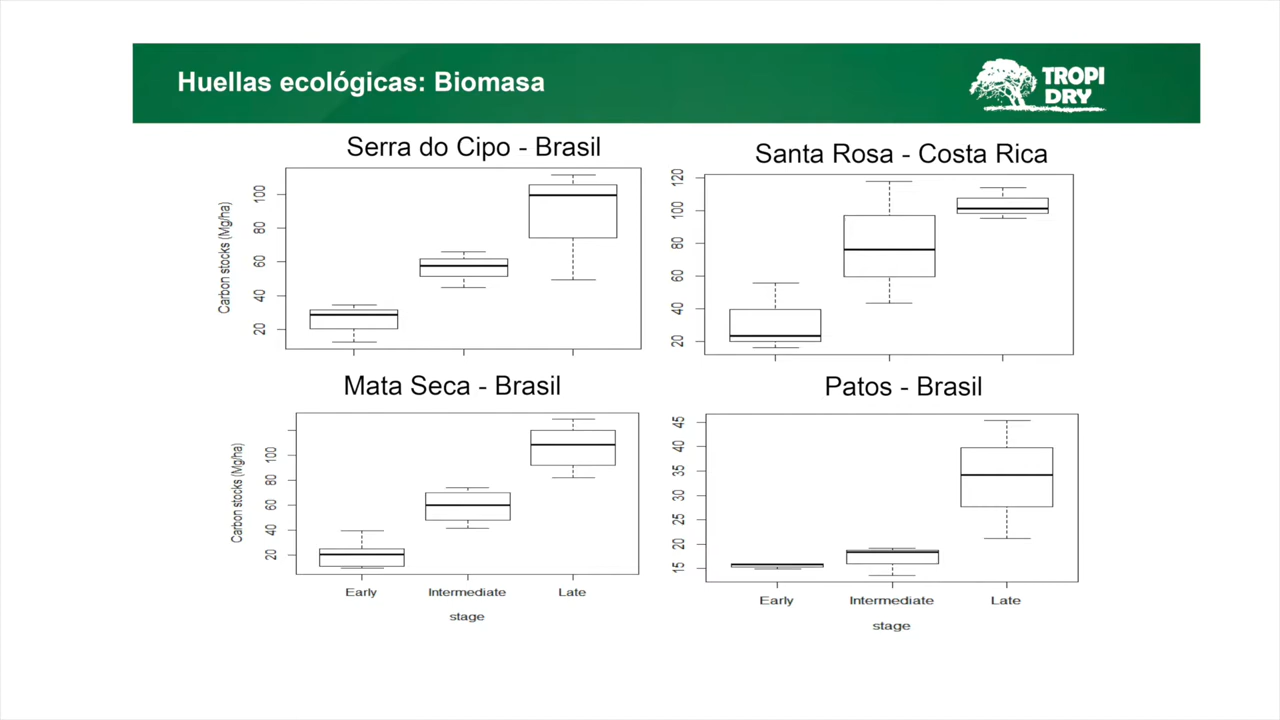 Huellas ecológicas: Biomasa
TROPI
DRY
Serra do Cipo - Brasil
Carbon stocks (Mg/ha)
100
80
60
40
20
Santa Rosa - Costa Rica
120
100
80
60
40
20
Mata Seca - Brasil
Carbon stocks (Mg/ha)
100
80
60
40
20
Early Intermediate Late
stage
Patos - Brasil
45
40
35
30
25
20
15
Early Intermediate Late
stage